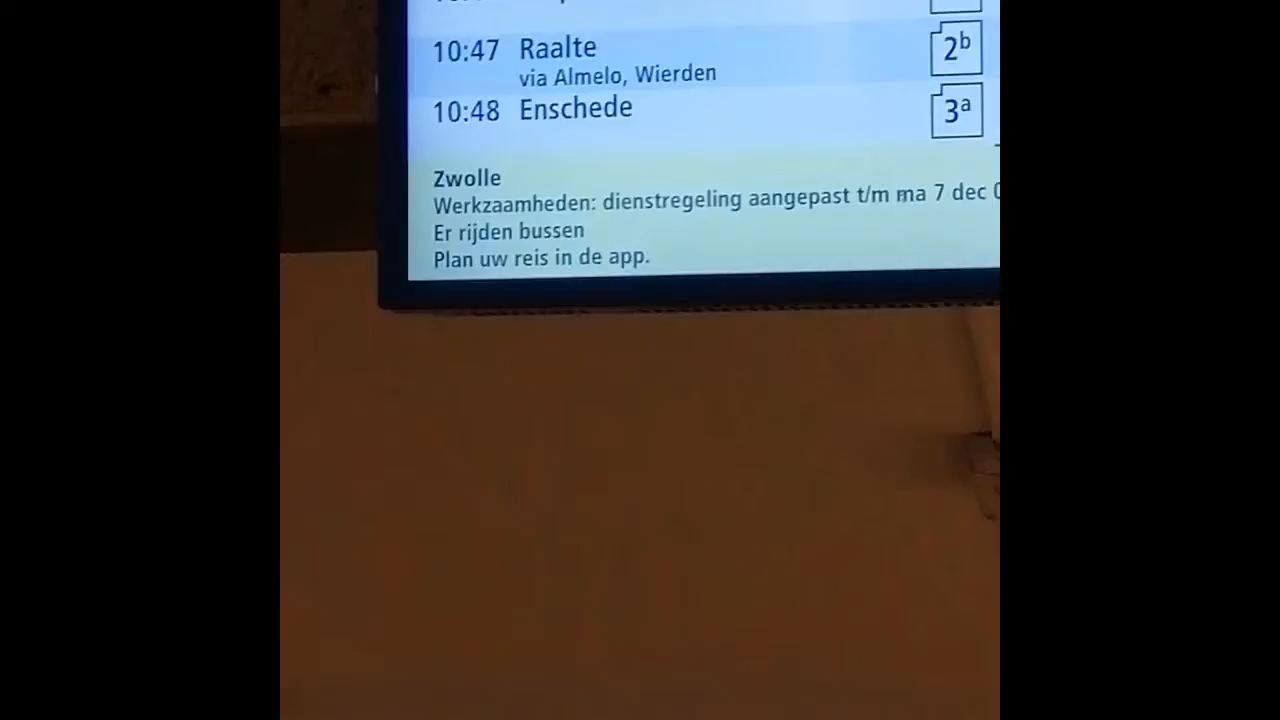 10:47 Raalte 2b
via Almelo, Wierden
10:48 Enschede 3a
Zwolle
Werkzaamheden: dienstregeling aangepast t/m ma 7 dec
Er rijden bussen
Plan uw reis in de app.